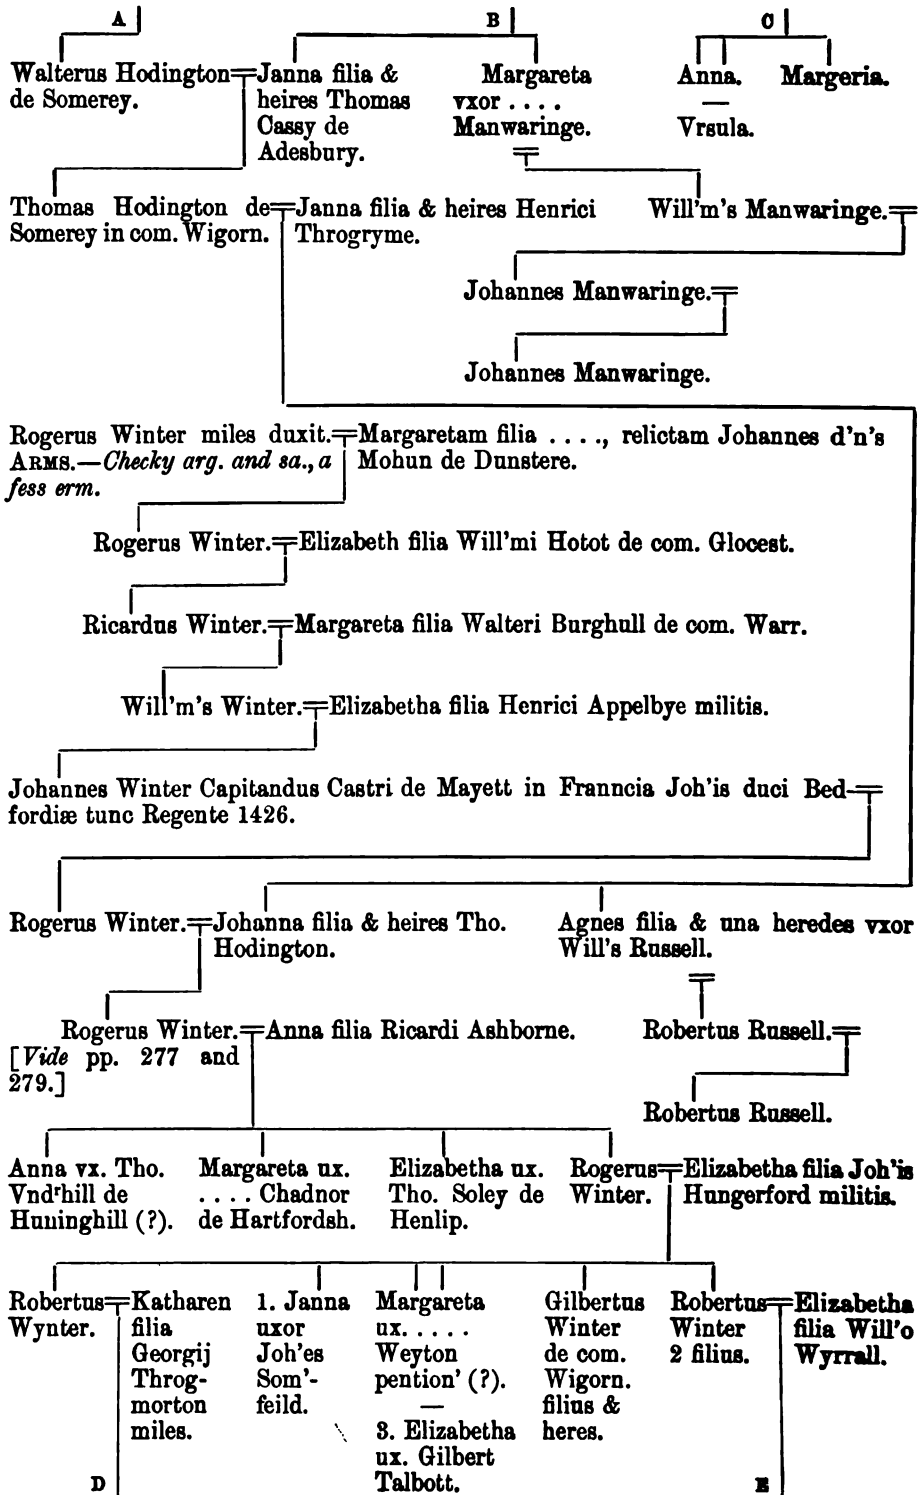 A
B
C
Walterus Hodington
de Somerey.
Janna filia &
heires Thomas
Cassy de
Adesbury.
Margareta
vxor ....
Manwaringe.
Anna.
—
Vrsula.
Margeria.
Thomas Hodington de
Somerey in com. Wigorn.
Janna filia & heires Henrici
Throgryme.
Will'm's Manwaringe.
Johannes Manwaringe.
Johannes Manwaringe.
Rogerus Winter miles duxit.
ARMS.—Checky arg. and sa., a
fess erm.
Margaretam filia ...., relictam Johannes d'n's
Mohun de Dunstere.
Rogerus Winter.
Elizabeth filia Will'mi Hotot de com. Glocest.
Ricardus Winter.
Margareta filia Walteri Burghull de com. Warr.
Will'm's Winter.
Elizabetha filia Henrici Appelbye militis.
Johannes Winter Capitandus Castri de Mayett in Franncia Joh'is duci Bed-
fordiæ tunc Regente 1426.
Rogerus Winter.
Johanna filia & heires Tho.
Hodington.
Agnes filia & una heredes vxor
Will's Russell.
Rogerus Winter.
[Vide pp. 277 and
279.]
Anna filia Ricardi Ashborne.
Robertus Russell.
Robertus Russell.
Anna vx. Tho.
Vnd'hill de
Huninghill (?).
Margareta ux.
.... Chadnor
de Hartfordsh.
Elizabetha ux.
Tho. Soley de
Henlip.
Rogerus
Winter.
Elizabetha filia Joh'is
Hungerford militis.
Robertus
Wynter.
Katharen
filia
Georgij
Throg-
morton
miles.
1. Janna
uxor
Joh'es
Som'-
feild.
Margareta
ux.....
Weyton
pention' (?).
—
3. Elizabetha
ux. Gilbert
Talbott.
Gilbertus
Winter
de com.
Wigorn.
filius &
heres.
Robertus
Winter
2 filius.
Elizabetha
filia Will'o
Wyrrall.
D
E